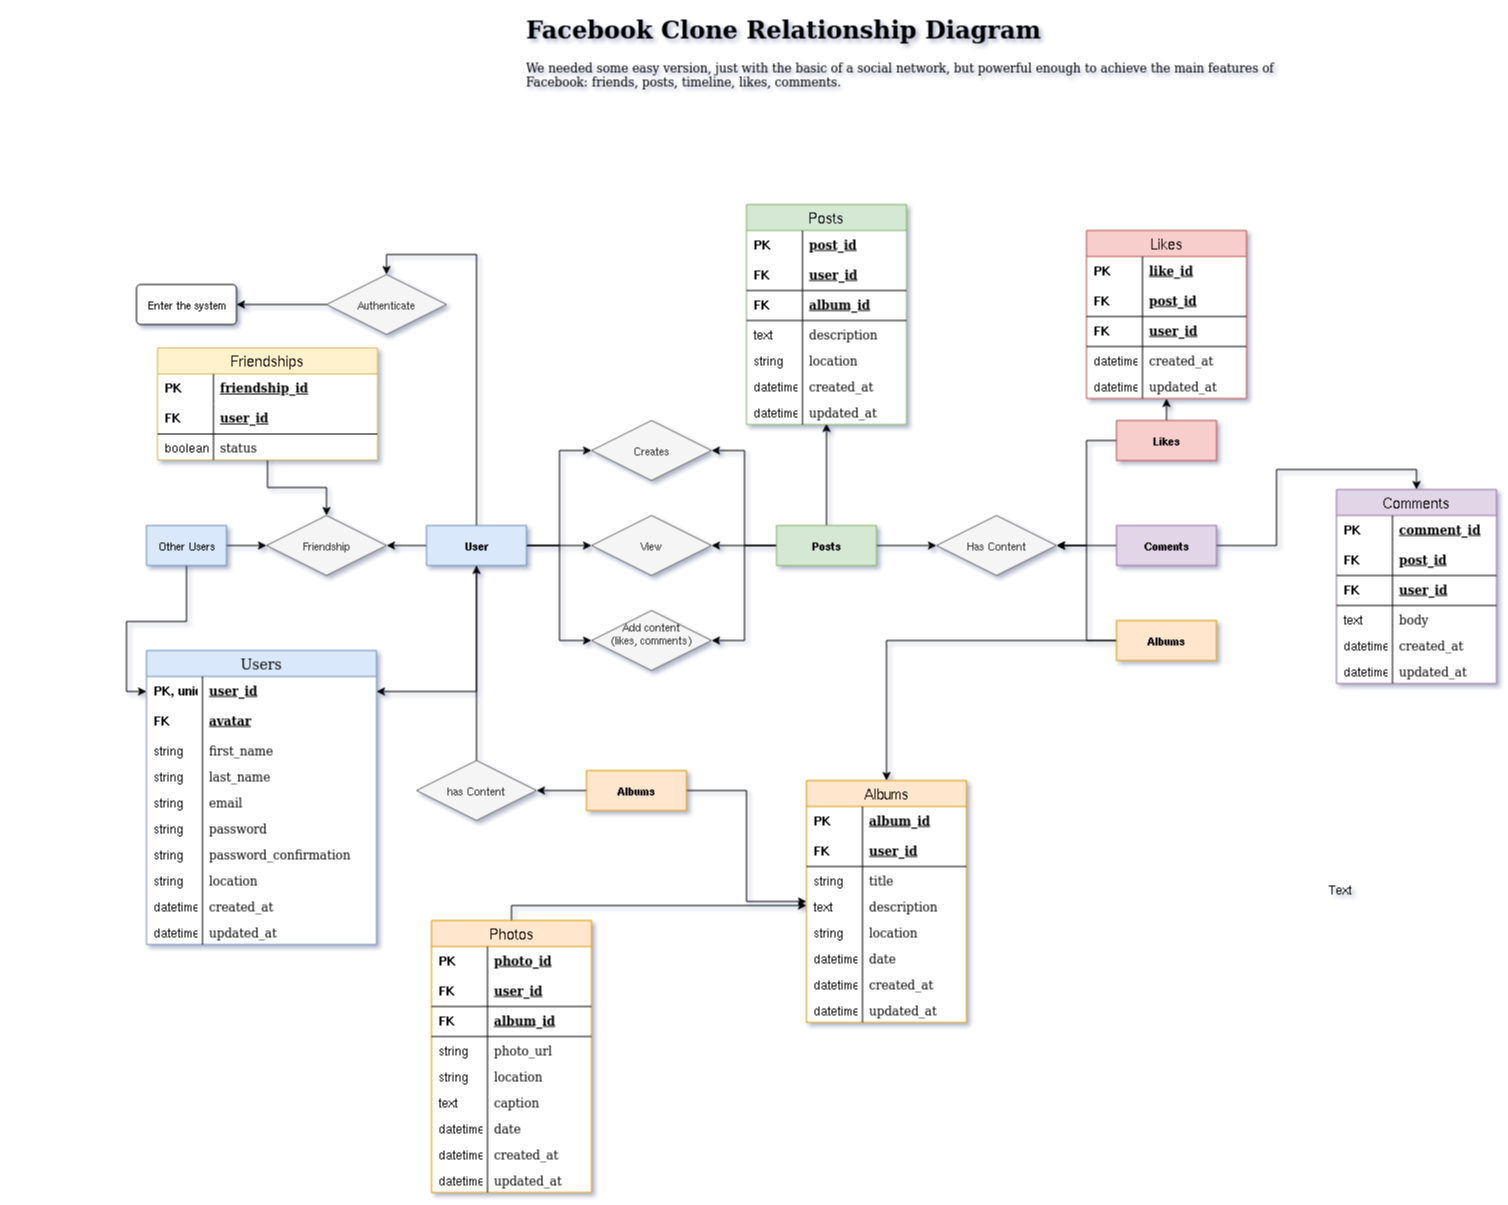 Facebook Clone Relationship Diagram
We needed some easy version, just with the basic of a social network, but powerful enough to achieve the main features of
Facebook: friends, posts, timeline, likes, comments.
Posts
PK post_id
FK user_id
FK album_id
text description
string location
datetime created_at
datetime updated_at
Likes
PK like_id
FK post_id
FK user_id
datetime created_at
datetime updated_at
Enter the system
Authenticate
Friendships
PK friendship_id
FK user_id
boolean status
Creates
Likes
Comments
PK comment_id
FK post_id
FK user_id
text body
datetime created_at
datetime updated_at
Other Users
Friendship
User
View
Posts
Has Content
Coments
Add content
(likes, comments)
Albums
Users
PK, uni user_id
FK avatar
string first_name
string last_name
string email
string password
string password_confirmation
string location
datetime created_at
datetime updated_at
has Content
Albums
Albums
PK album_id
FK user_id
string title
text description
string location
datetime date
datetime created_at
datetime updated_at
Text
Photos
PK photo_id
FK user_id
FK album_id
string photo_url
string location
text caption
datetime date
datetime created_at
datetime updated_at